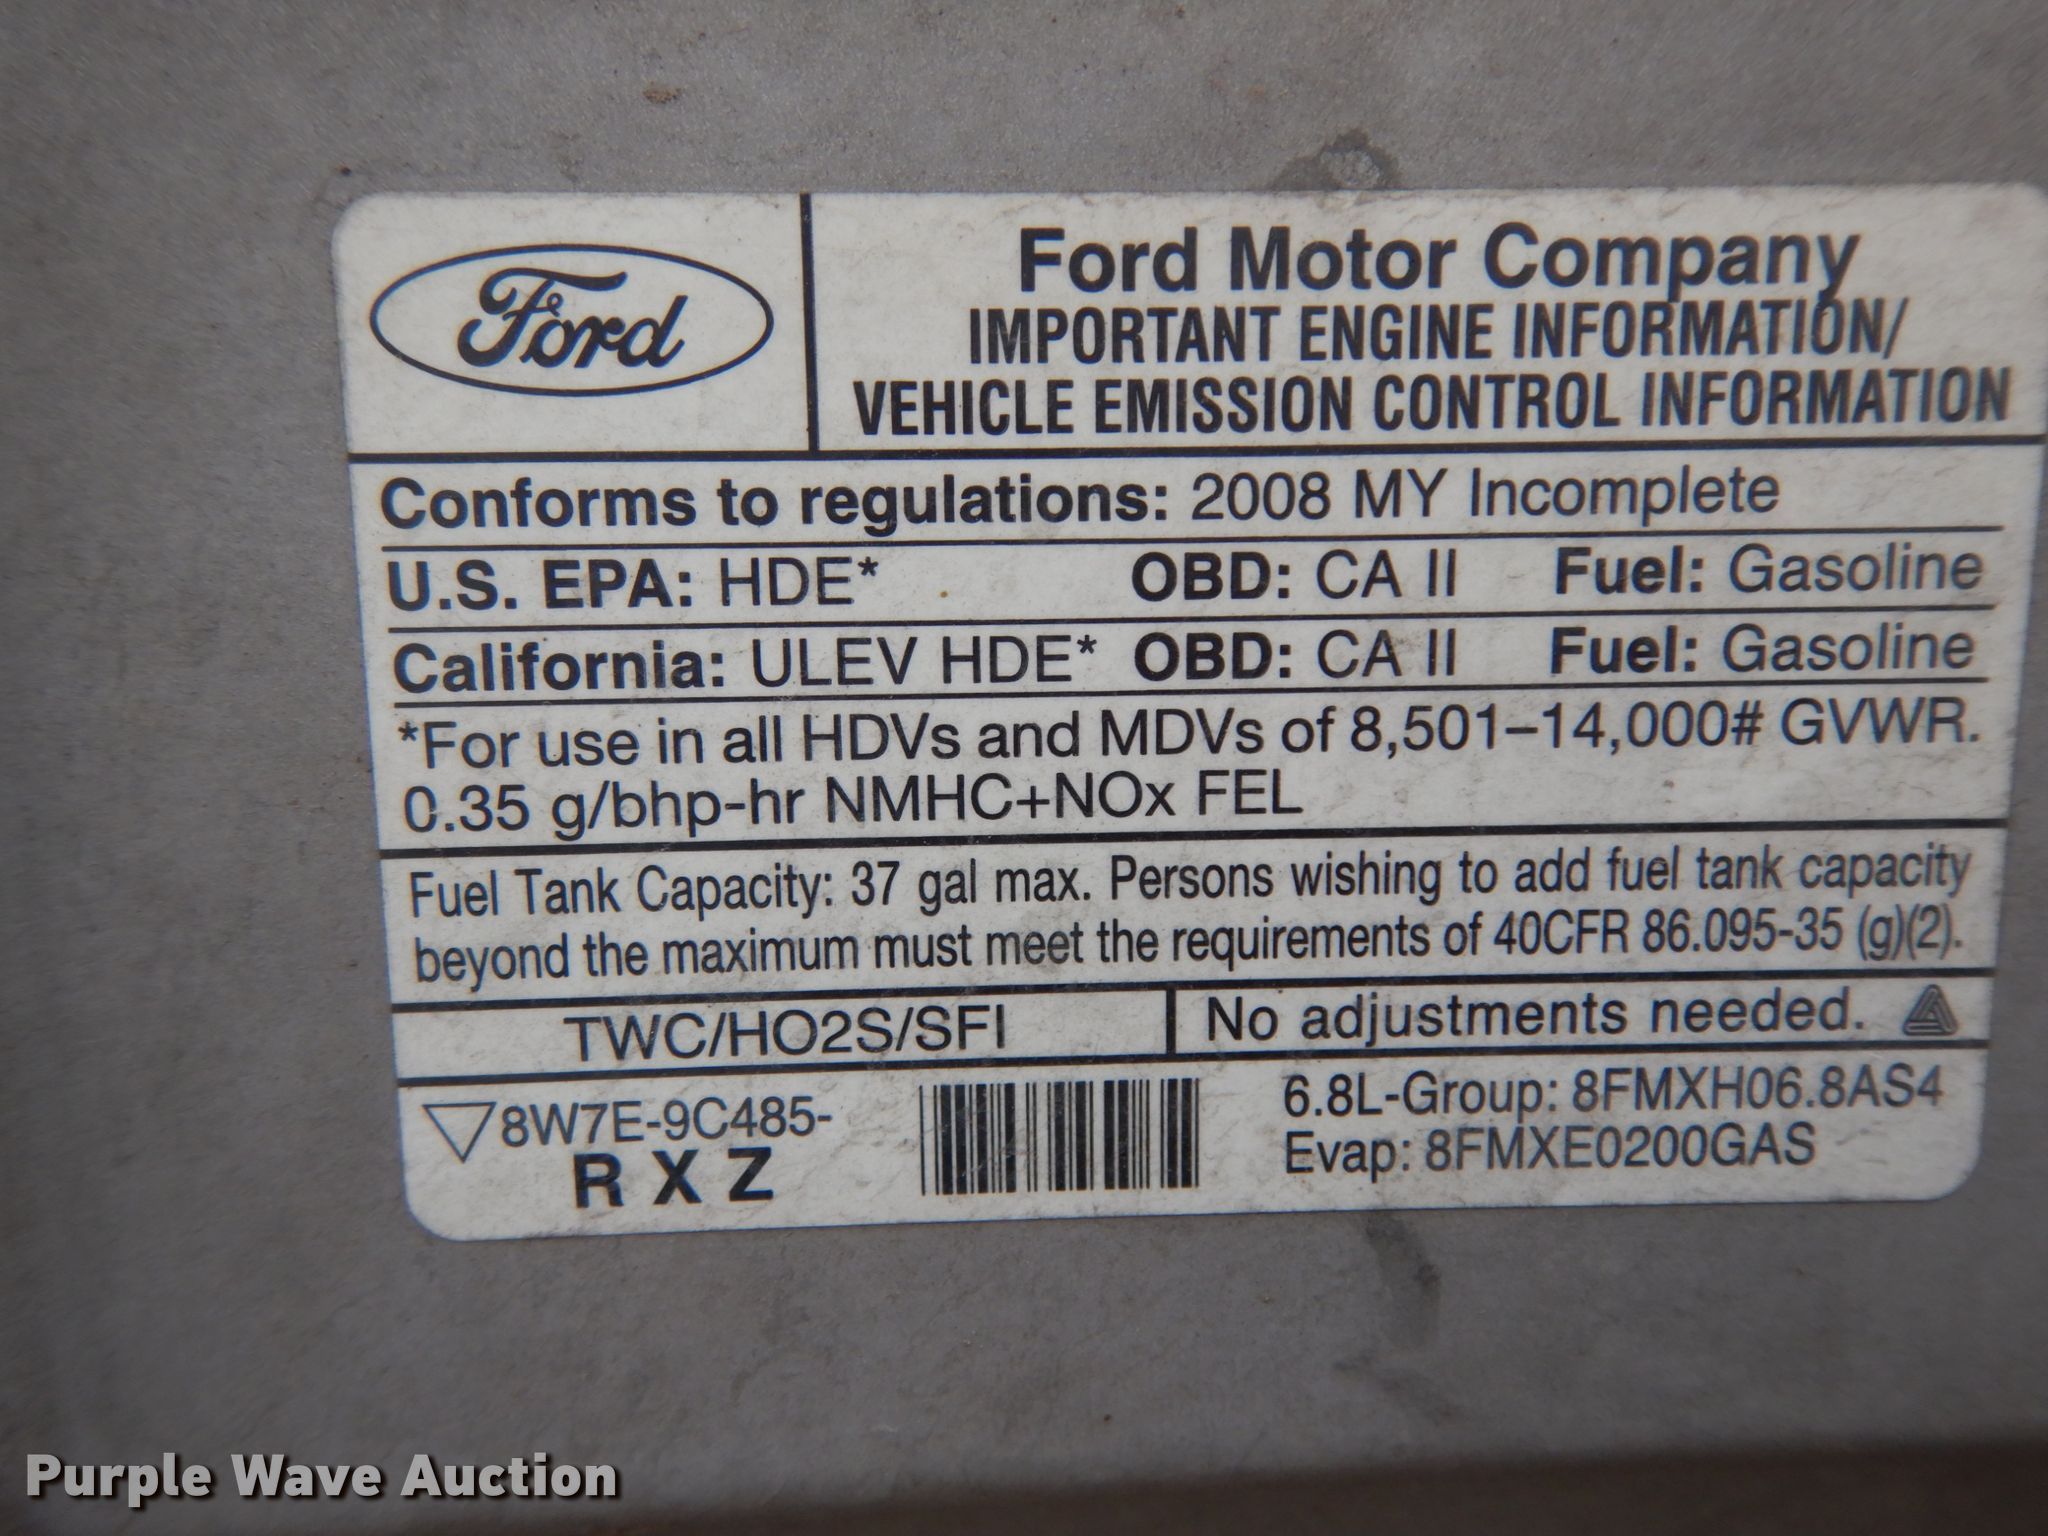 Ford
Ford Motor Company
IMPORTANT ENGINE INFORMATION/
VEHICLE EMISSION CONTROL INFORMATION
Conforms to regulations: 2008 MY Incomplete
U.S. EPA: HDE* OBD: CA II Fuel: Gasoline
California: ULEV HDE* OBD: CA II Fuel: Gasoline
*For use in all HDVs and MDVs of 8,501–14,000# GVWR.
0.35 g/bhp-hr NMHC+NOx FEL
Fuel Tank Capacity: 37 gal max. Persons wishing to add fuel tank capacity
beyond the maximum must meet the requirements of 40CFR 86.095-35 (g)(2).
TWC/HO2S/SFI No adjustments needed.
8W7E-9C485-
R X Z
6.8L-Group: 8FMXH06.8AS4
Evap: 8FMXE0200GAS
Purple Wave Auction